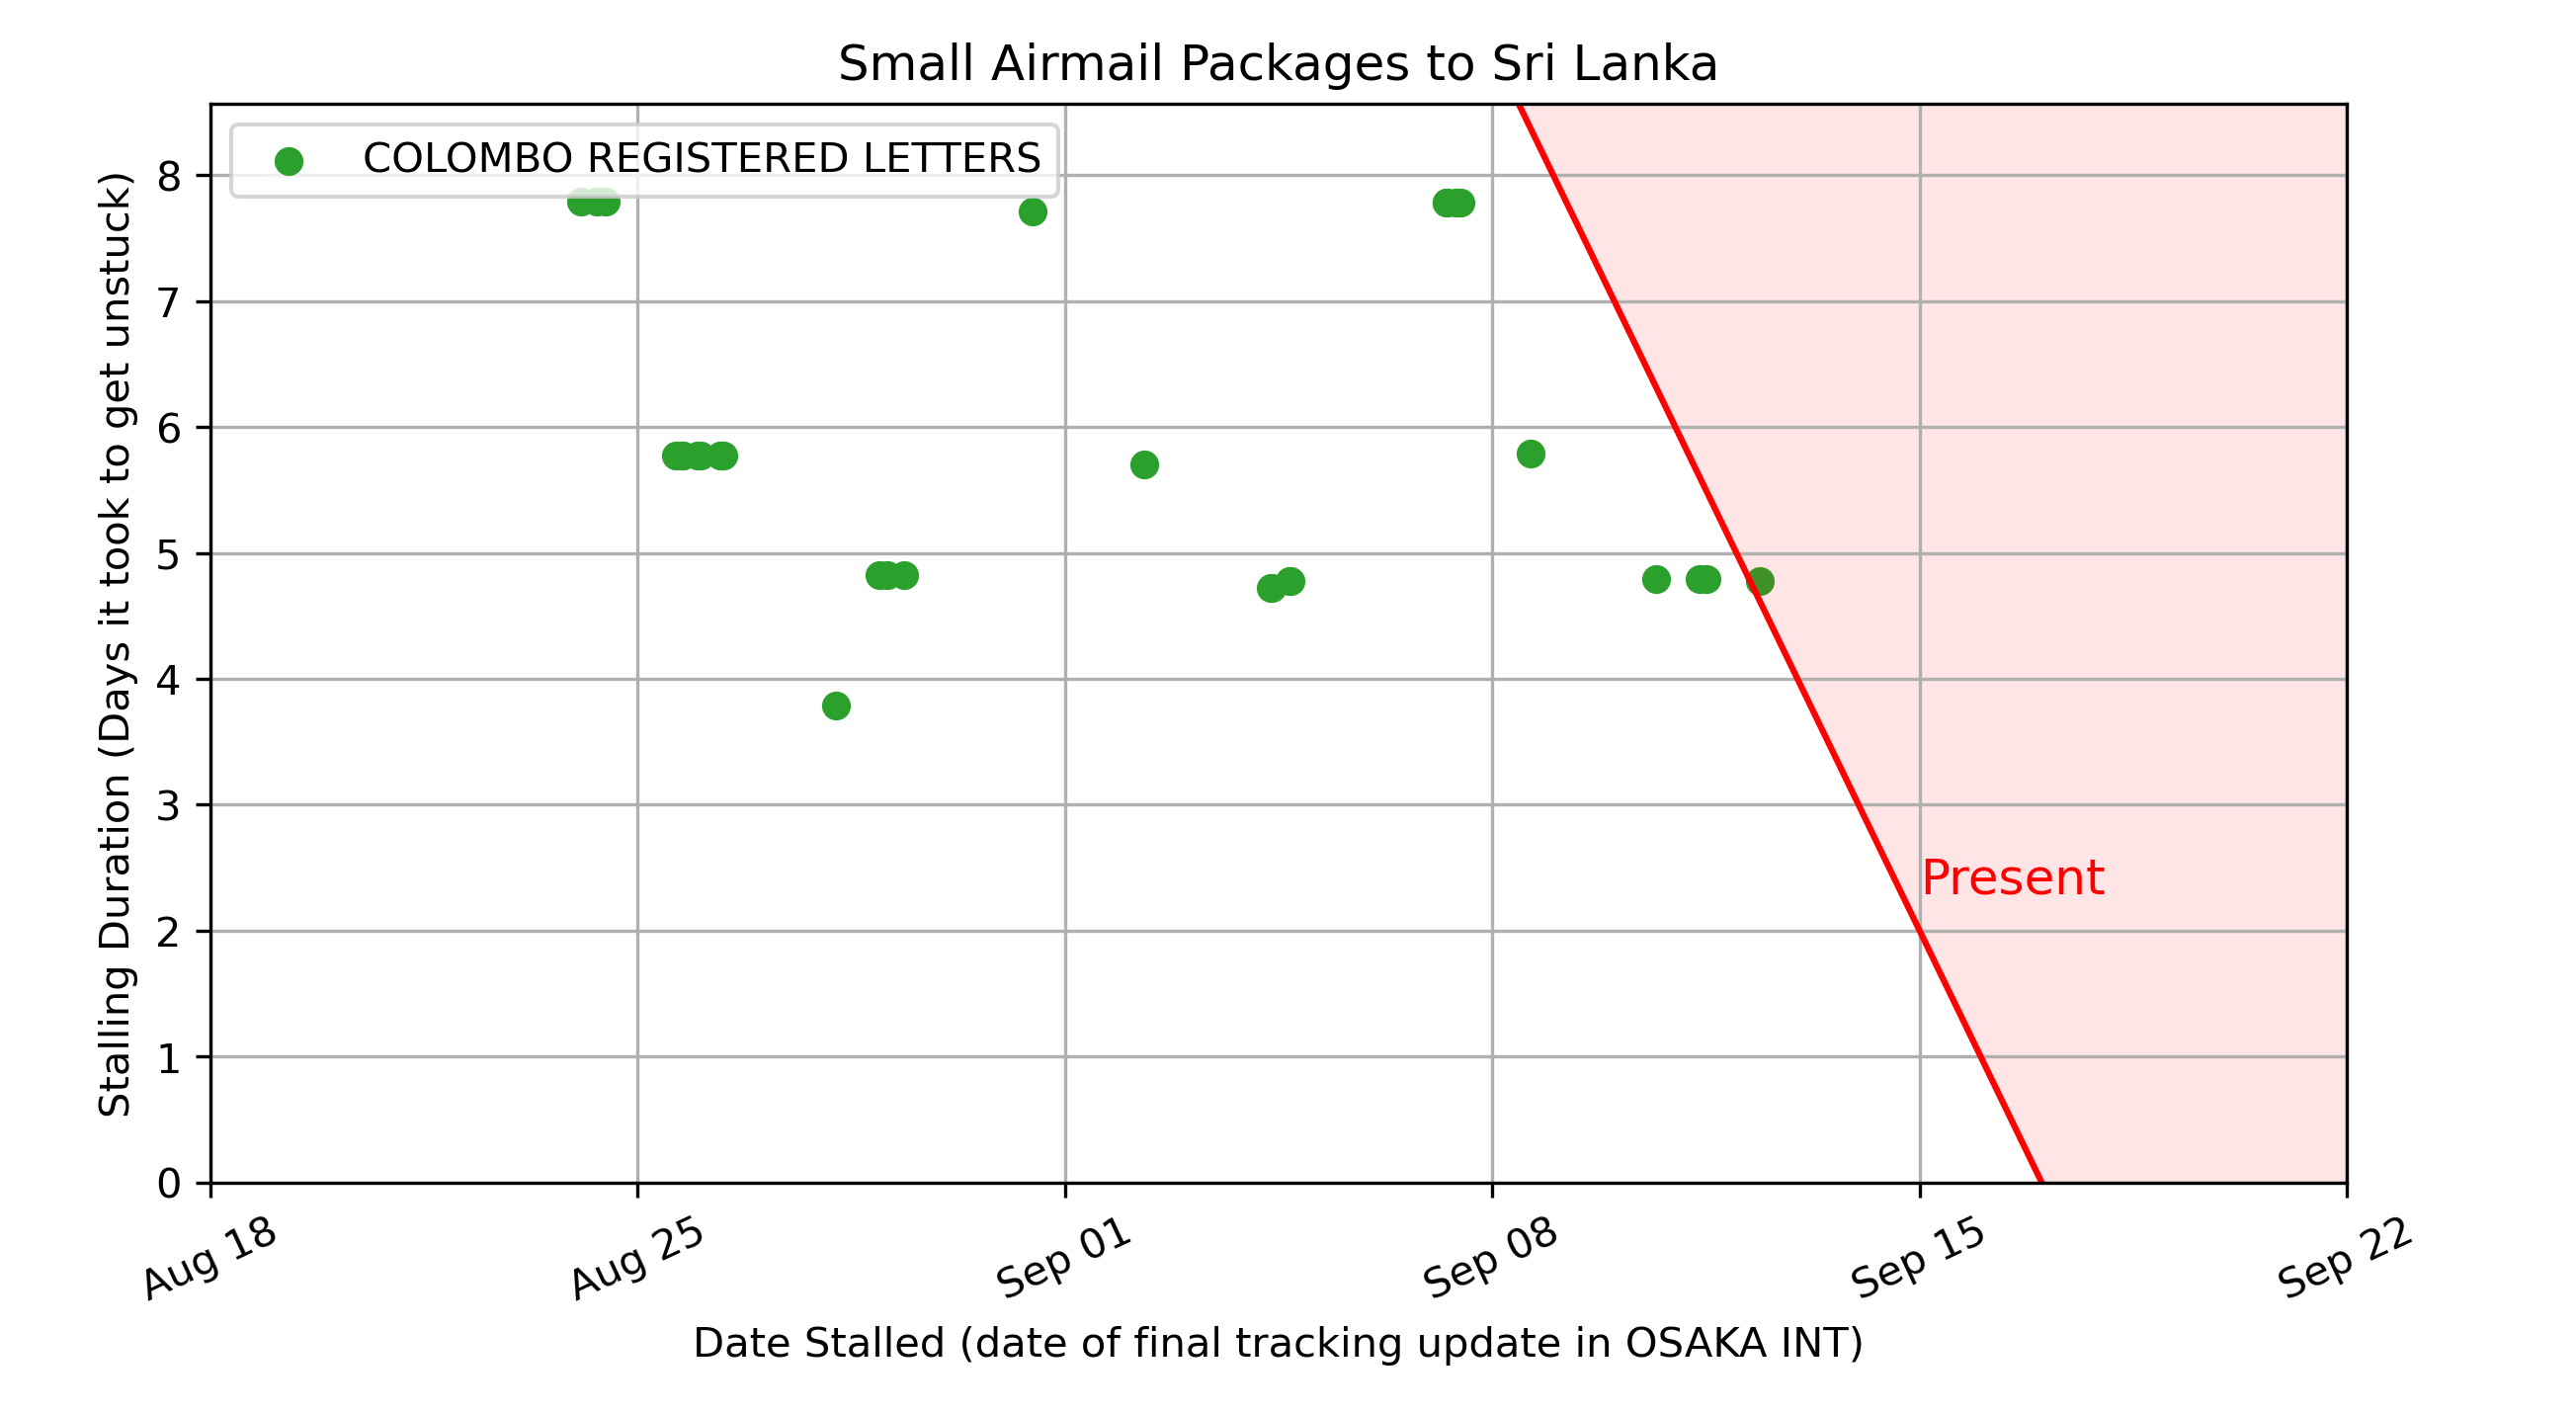 Small Airmail Packages to Sri Lanka
COLOMBO REGISTERED LETTERS
Stalling Duration (Days it took to get unstuck)
8
7
6
5
4
3
2
1
0
Present
Aug 18
Aug 25
Sep 01
Sep 08
Sep 15
Sep 22
Date Stalled (date of final tracking update in OSAKA INT)